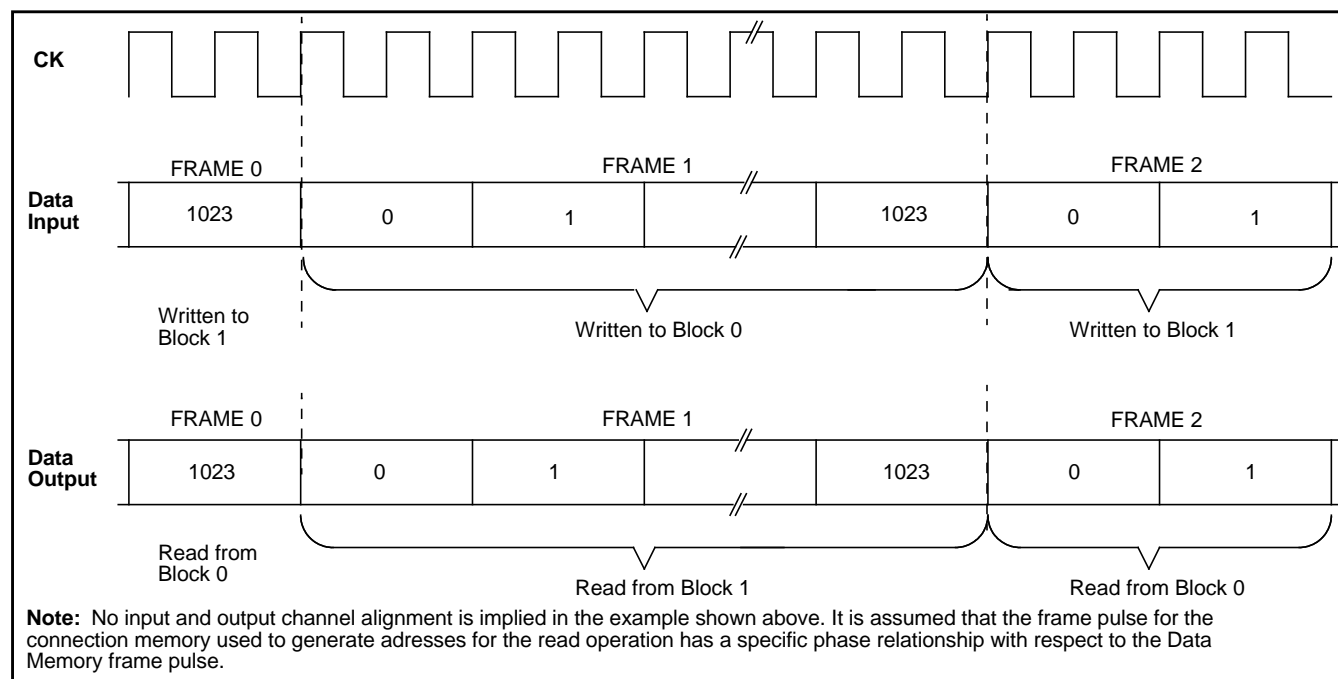 CK
FRAME 0 FRAME 1 FRAME 2
Data
Input
1023 0 1 1023 0 1
Written to
Block 1
Written to Block 0 Written to Block 1
FRAME 0 FRAME 1 FRAME 2
Data
Output
1023 0 1 1023 0 1
Read from
Block 0
Read from Block 1 Read from Block 0
Note: No input and output channel alignment is implied in the example shown above. It is assumed that the frame pulse for the
connection memory used to generate adresses for the read operation has a specific phase relationship with respect to the Data
Memory frame pulse.